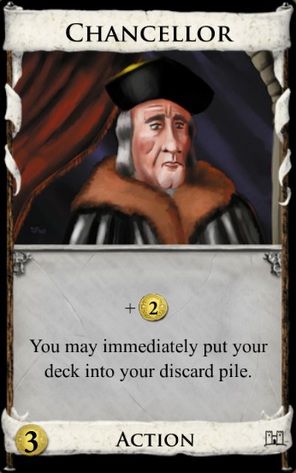 CHANCELLOR
+ 2
You may immediately put your
deck into your discard pile.
3 ACTION